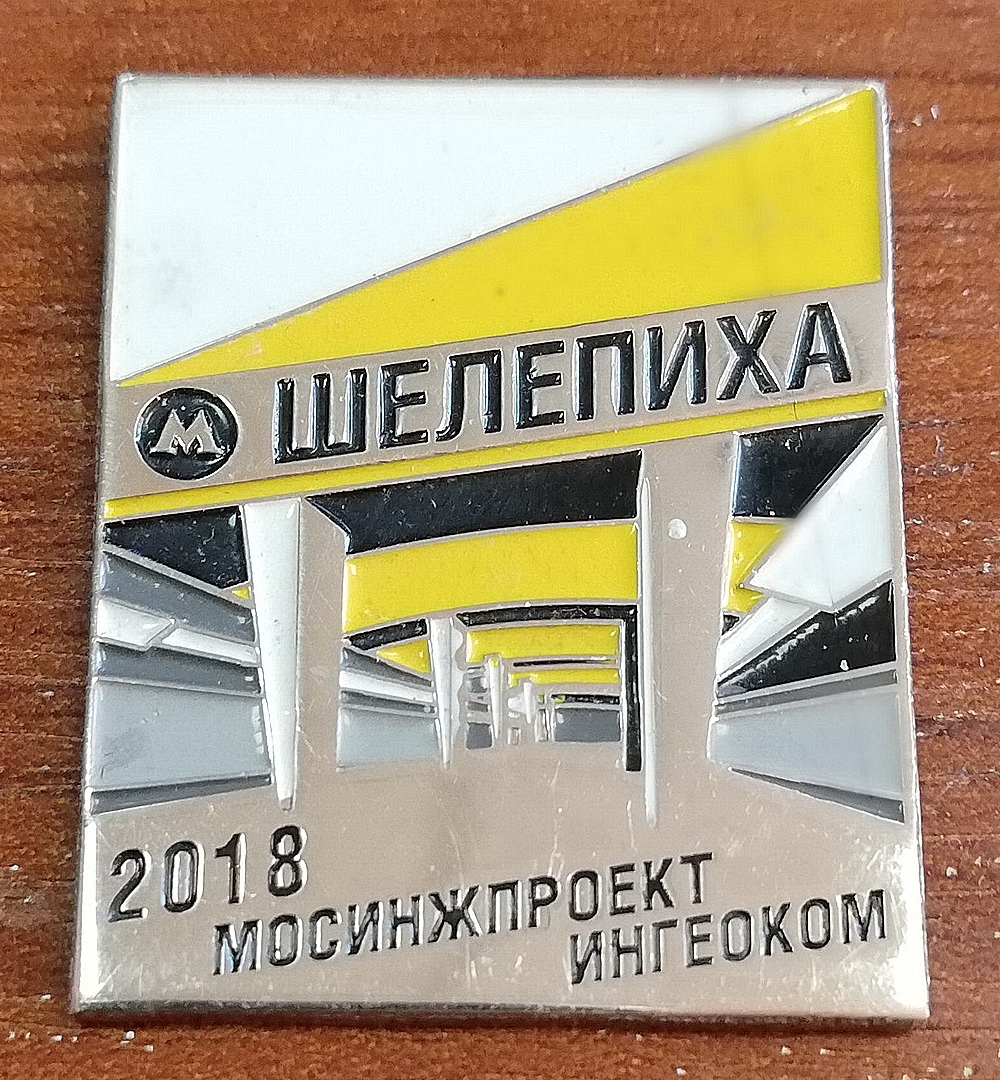 М ШЕЛЕПИХА
2018
МОСИНЖПРОЕКТ
ИНГЕОКОМ